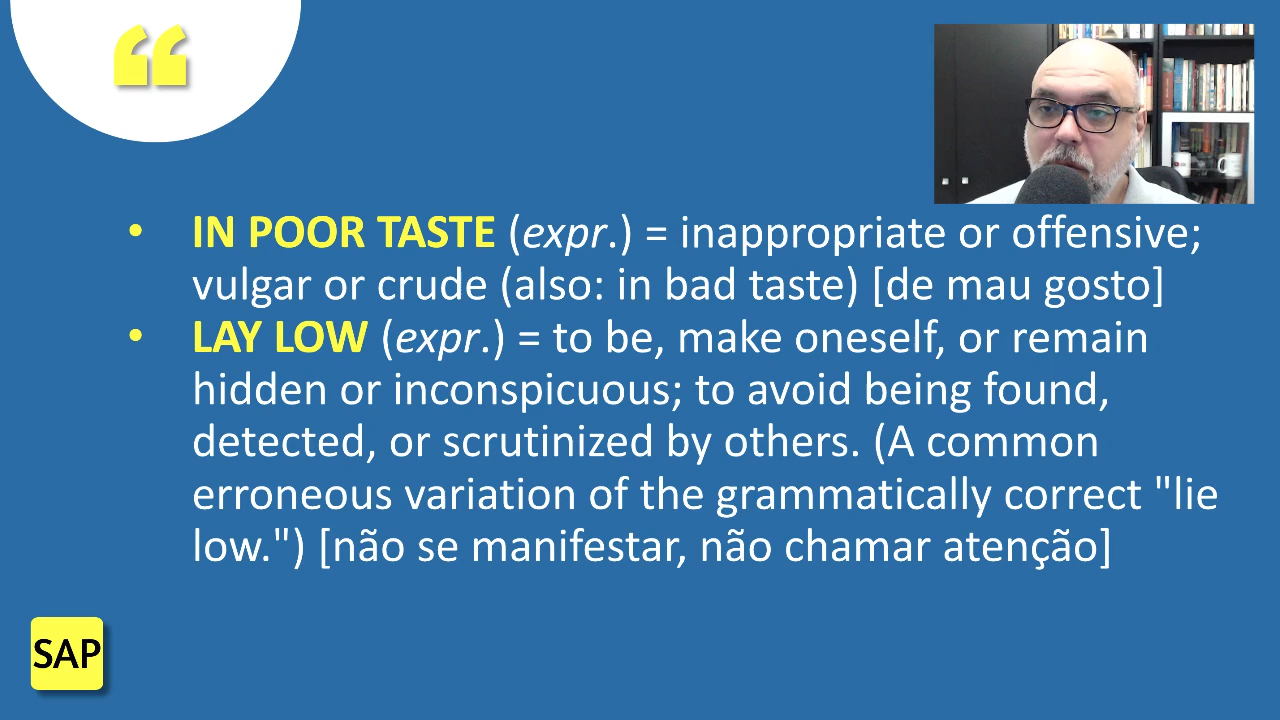 • IN POOR TASTE (expr.) = inappropriate or offensive;
vulgar or crude (also: in bad taste) [de mau gosto]
• LAY LOW (expr.) = to be, make oneself, or remain
hidden or inconspicuous; to avoid being found,
detected, or scrutinized by others. (A common
erroneous variation of the grammatically correct "lie
low.") [não se manifestar, não chamar atenção]
SAP